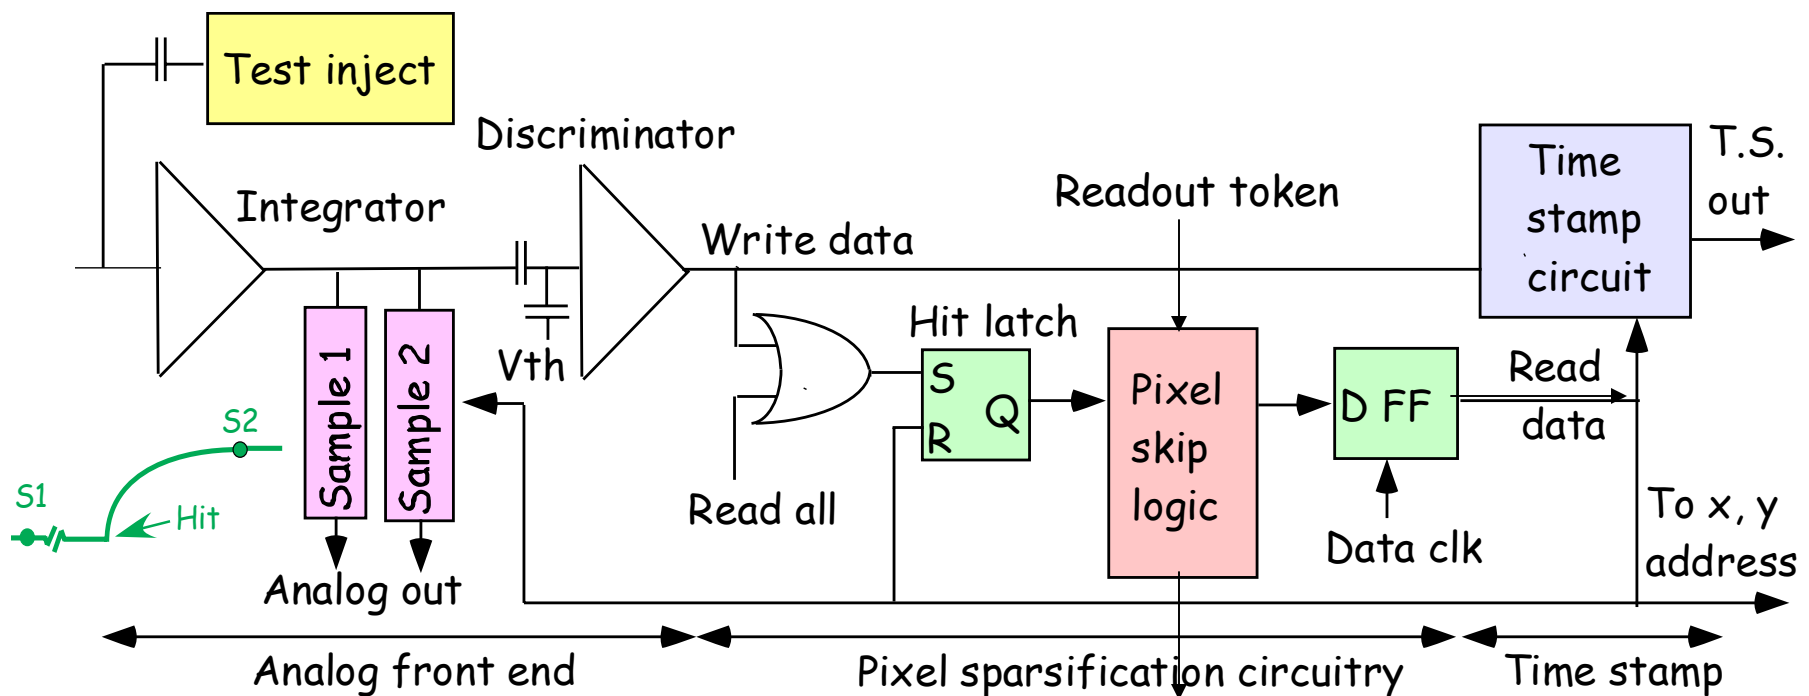 Test inject
Discriminator
Integrator
Write data
Readout token
Time
stamp
circuit
T.S.
out
Hit latch
Vth
Sample 1
Sample 2
S
R
Q
Pixel
skip
logic
D FF
Read
data
S2
S1
Hit
Read all
Data clk
To x, y
address
Analog out
Analog front end
Pixel sparsification circuitry
Time stamp